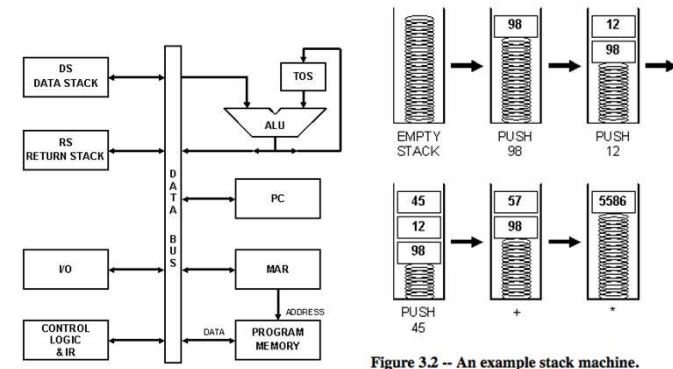 DS
DATA STACK
TOS
ALU
RS
RETURN STACK
DATA BUS
PC
I/O
MAR
ADDRESS
CONTROL
LOGIC
& IR
DATA
PROGRAM
MEMORY
EMPTY
STACK
98
PUSH
98
12
98
PUSH
12
45
12
98
PUSH
45
57
98
+
5586
*
Figure 3.2 -- An example stack machine.